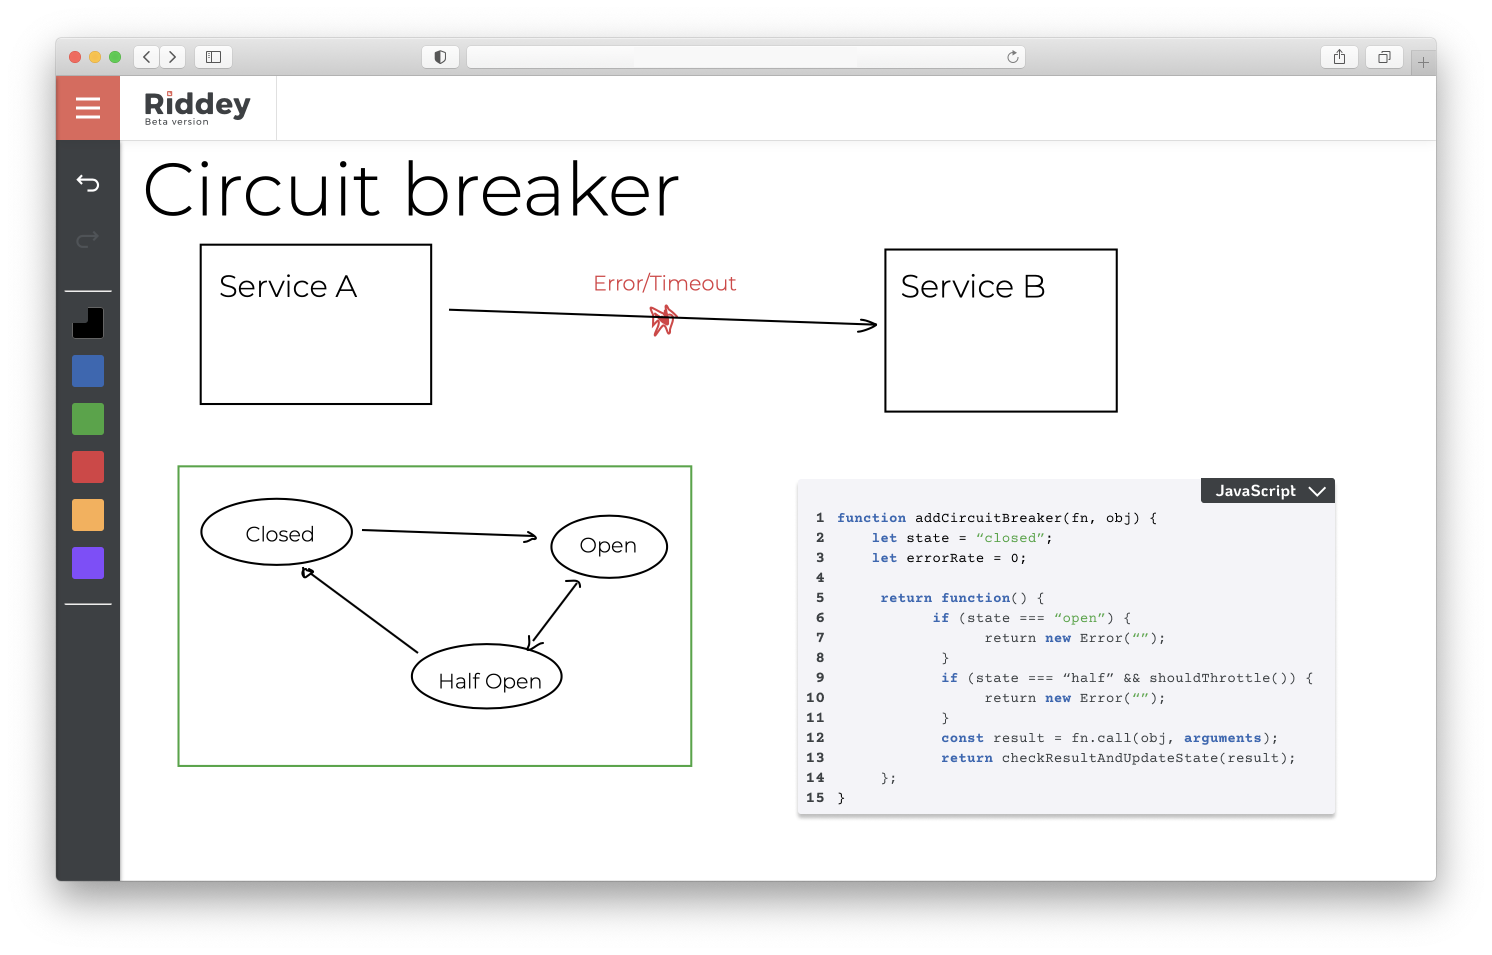 Riddey
Beta version
Circuit breaker
Service A
Error/Timeout
Service B
Closed
Open
Half Open
JavaScript
1 function addCircuitBreaker(fn, obj) {
2 let state = “closed”;
3 let errorRate = 0;
4
5 return function() {
6 if (state === “open”) {
7 return new Error(“”);
8 }
9 if (state === “half” && shouldThrottle()) {
10 return new Error(“”);
11 }
12 const result = fn.call(obj, arguments);
13 return checkResultAndUpdateState(result);
14 };
15 }